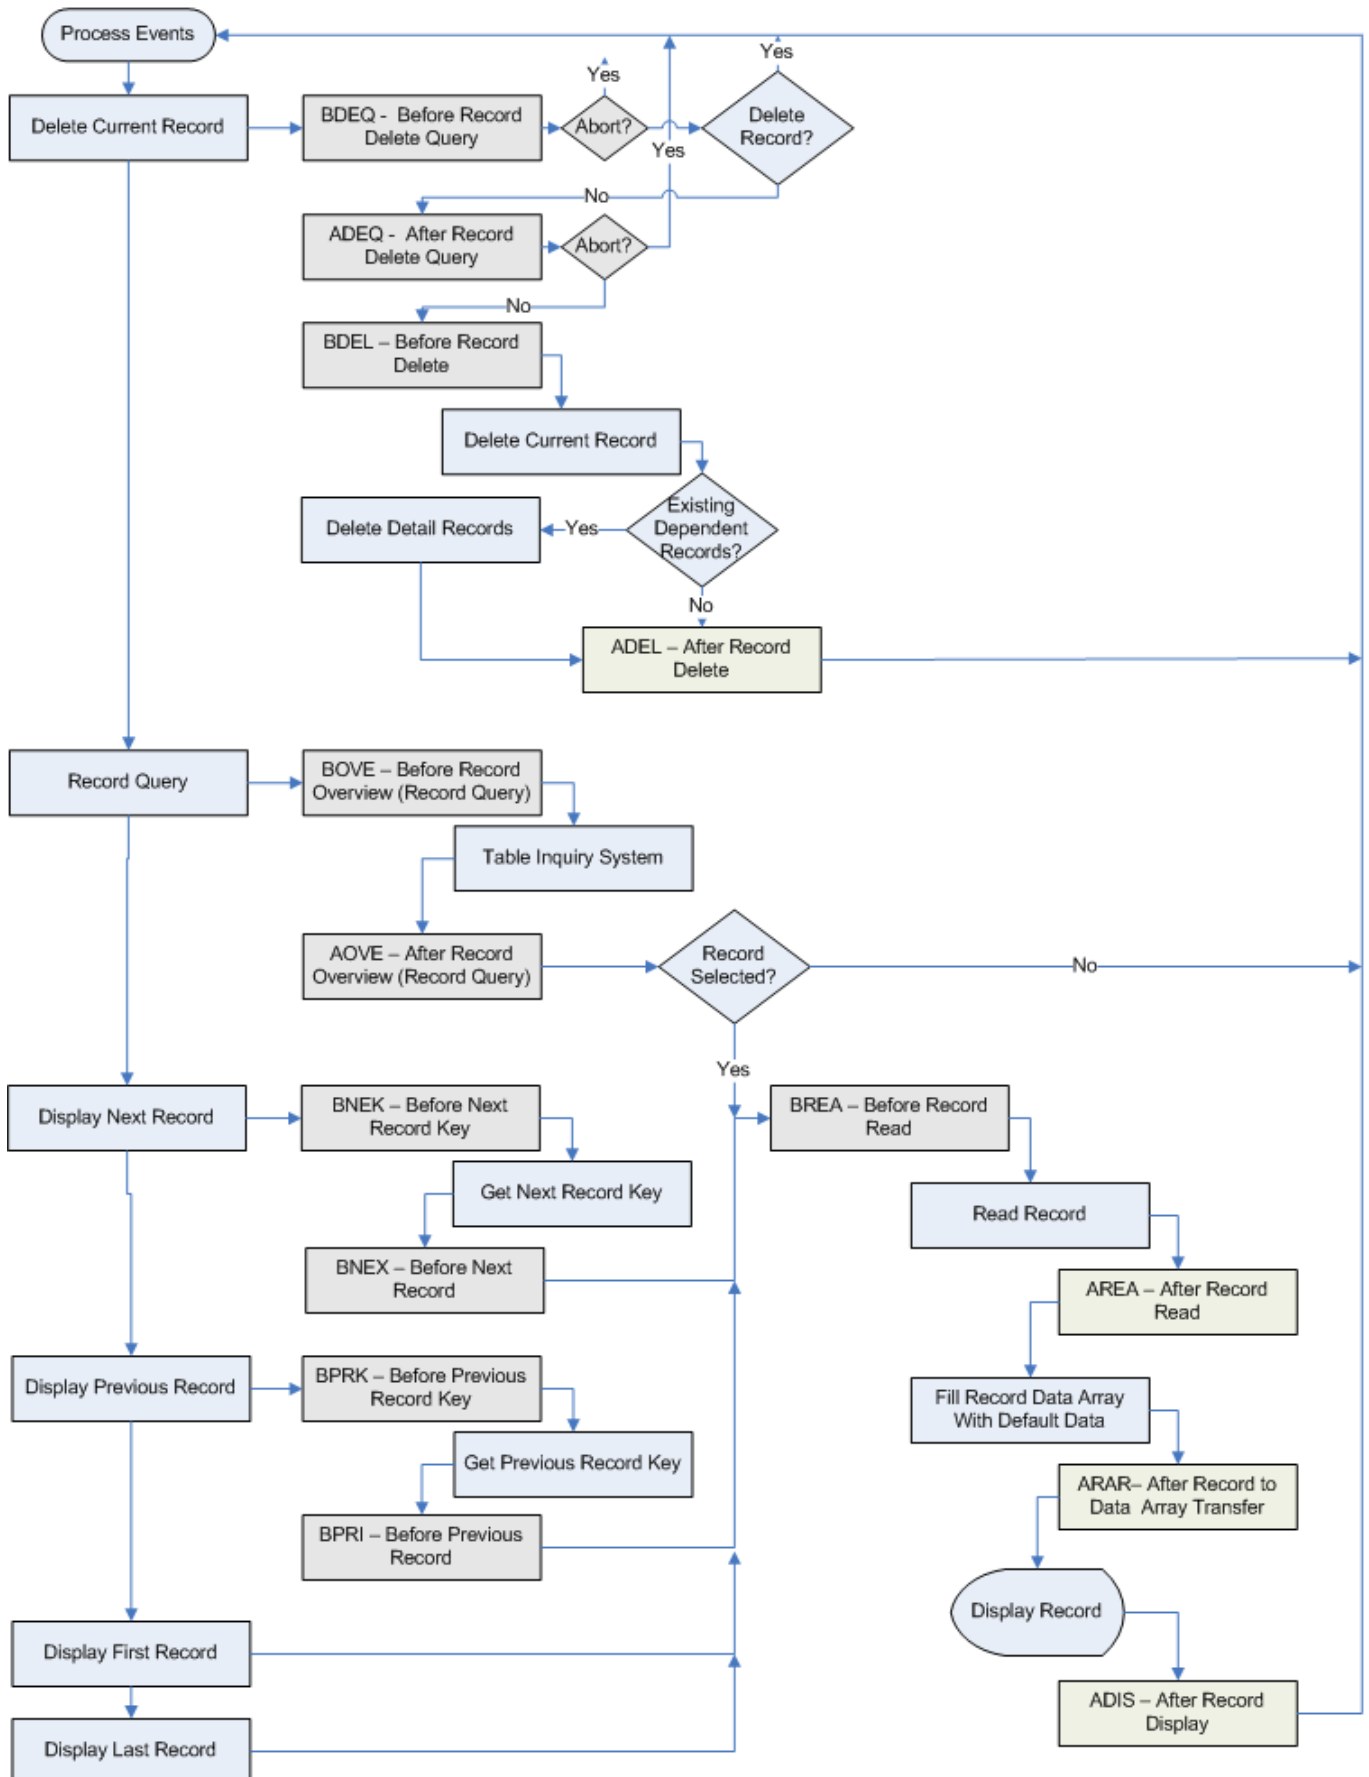 Process Events
Yes
Yes
Delete Current Record
BDEQ -  Before Record
Delete Query
Abort?
Delete
Record?
Yes
No
ADEQ -  After Record
Delete Query
Abort?
No
BDEL – Before Record
Delete
Delete Current Record
Existing
Dependent
Records?
Yes
Delete Detail Records
No
ADEL – After Record
Delete
Record Query
BOVE – Before Record
Overview (Record Query)
Table Inquiry System
AOVE – After Record
Overview (Record Query)
Record
Selected?
No
Yes
Display Next Record
BNEK – Before Next
Record Key
BREA – Before Record
Read
Get Next Record Key
Read Record
BNEX – Before Next
Record
AREA – After Record
Read
Display Previous Record
BPRK – Before Previous
Record Key
Fill Record Data Array
With Default Data
Get Previous Record Key
ARAR– After Record to
Data  Array Transfer
BPRI – Before Previous
Record
Display Record
Display First Record
ADIS – After Record
Display
Display Last Record